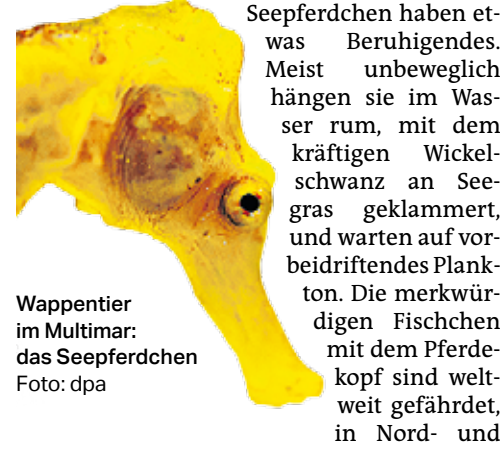 Seepferdchen haben et-
was Beruhigendes.
Meist unbeweglich
hängen sie im Was-
ser rum, mit dem
kräftigen Wickel-
schwanz an See-
gras geklammert,
und warten auf vor-
beidriftendes Plank-
ton. Die merkwür-
digen Fischchen
mit dem Pferde-
kopf sind welt-
weit gefährdet,
in Nord- und
Wappentier
im Multimar:
das Seepferdchen
Foto: dpa